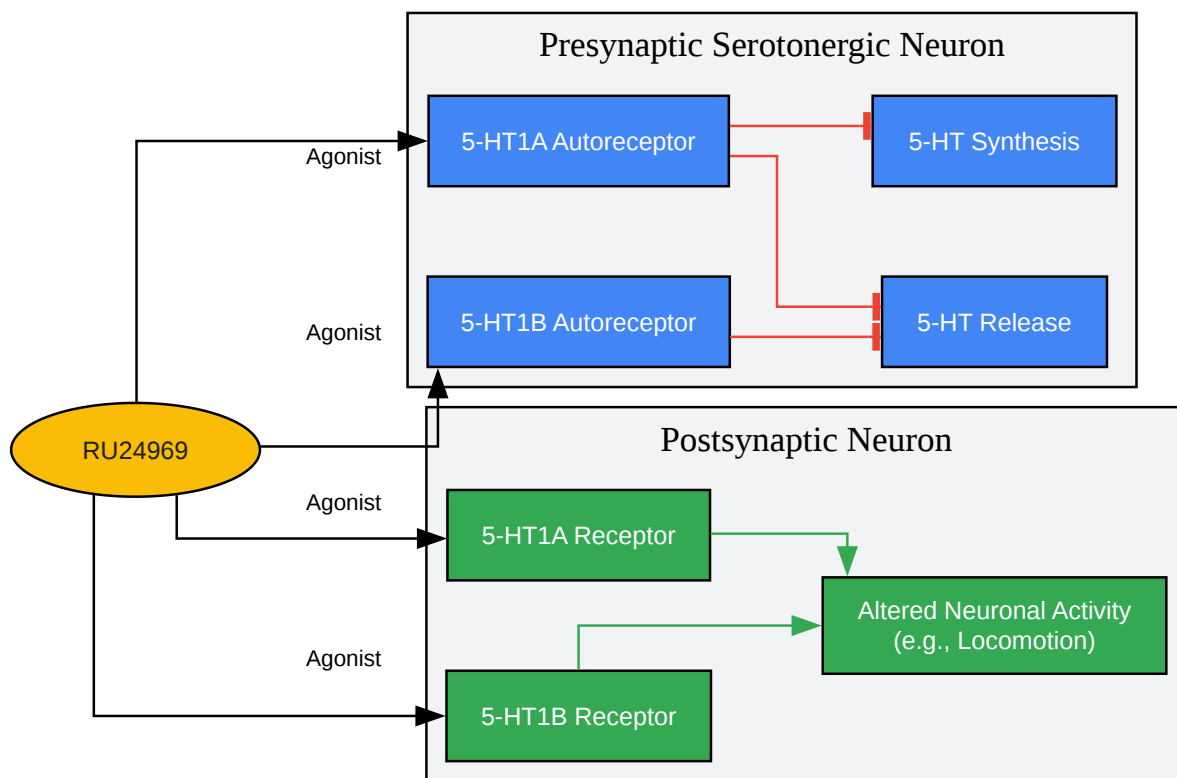 Presynaptic Serotonergic Neuron
Agonist
5-HT1A Autoreceptor
5-HT Synthesis
Agonist
5-HT1B Autoreceptor
5-HT Release
RU24969
Postsynaptic Neuron
Agonist
5-HT1A Receptor
Altered Neuronal Activity
(e.g., Locomotion)
Agonist
5-HT1B Receptor